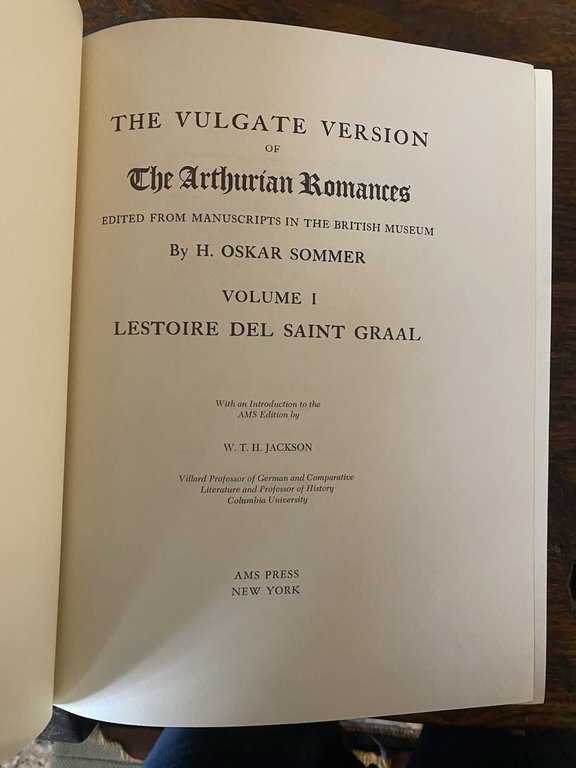 THE VULGATE VERSION
OF
The Arthurian Romances
EDITED FROM MANUSCRIPTS IN THE BRITISH MUSEUM
By H. OSKAR SOMMER
VOLUME I
LESTOIRE DEL SAINT GRAAL
With an Introduction to the
AMS Edition by
W. T. H. JACKSON
Villard Professor of German and Comparative
Literature and Professor of History
Columbia University
AMS PRESS
NEW YORK